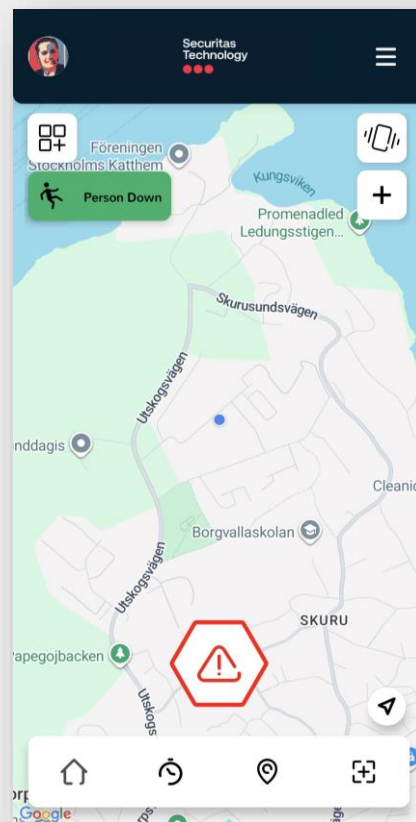 Securitas
Technology
Föreningen
Stockholms Katthem
Person Down
Kungsviken
Promenadled
Ledungsstigen...
Skurusundsvägen
Utskogsvägen
nddagis
Cleanic
Borgvallaskolan
Utskogsvägen
SKURU
Papegojbacken
Utskogs
orp
Google